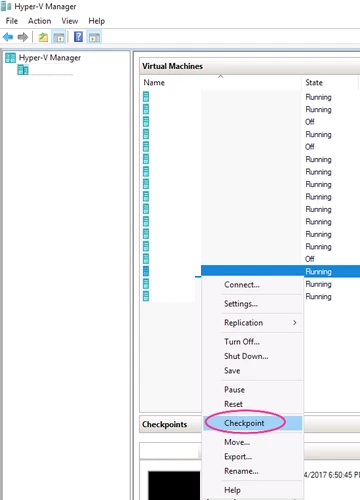 Hyper-V Manager
File Action View Help
Hyper-V Manager
Virtual Machines
Name State
Running
Running
Off
Running
Off
Running
Running
Running
Running
Running
Running
Running
Running
Off
Running
Running
Running
Connect...
Settings...
Replication >
Turn Off...
Shut Down...
Save
Pause
Reset
Checkpoint
Move...
Export...
Rename...
Help
Checkpoints
4/2017 6:50:45 PM)